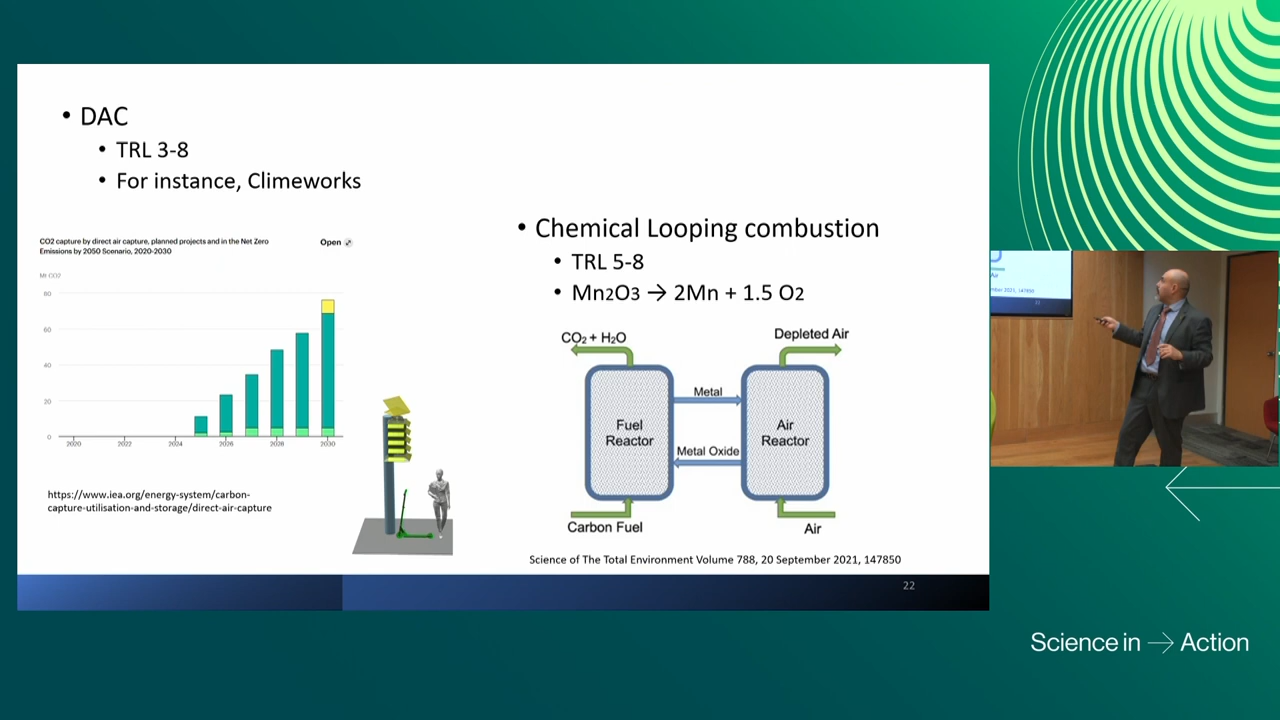 • DAC
• TRL 3-8
• For instance, Climeworks
CO2 capture by direct air capture, planned projects and in the Net Zero
Emissions by 2050 Scenario, 2020-2030
Open
Mt CO2
80
60
40
20
0
2020 2022 2024 2026 2028 2030
https://www.iea.org/energy-system/carbon-
capture-utilisation-and-storage/direct-air-capture
• Chemical Looping combustion
• TRL 5-8
• Mn2O3 → 2Mn + 1.5 O2
CO₂ + H₂O
Depleted Air
Metal
Fuel
Reactor
Air
Reactor
Metal Oxide
Carbon Fuel
Air
Science of The Total Environment Volume 788, 20 September 2021, 147850
22
Air
mber 2021, 147850
Science in → Action